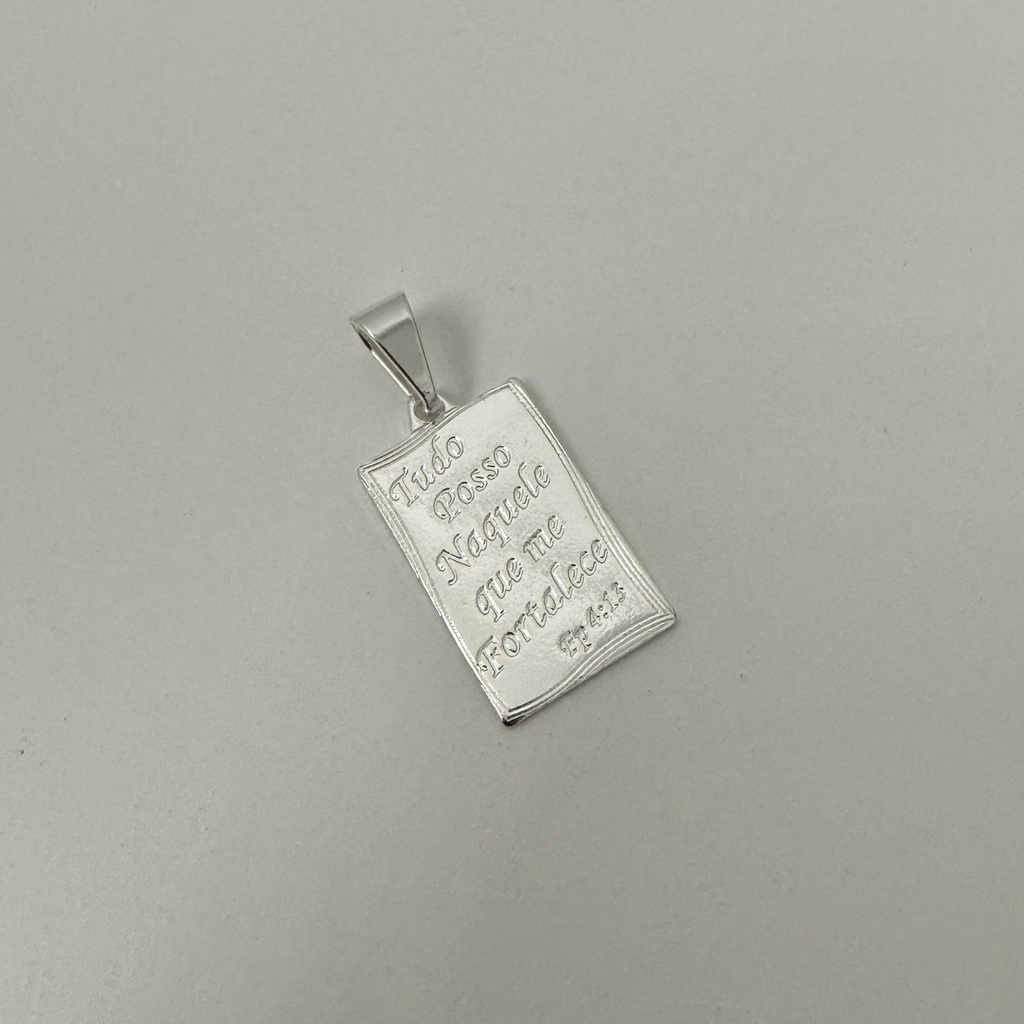 Tudo
Posso
Naquele
que me
Fortalece
Fp 4:13